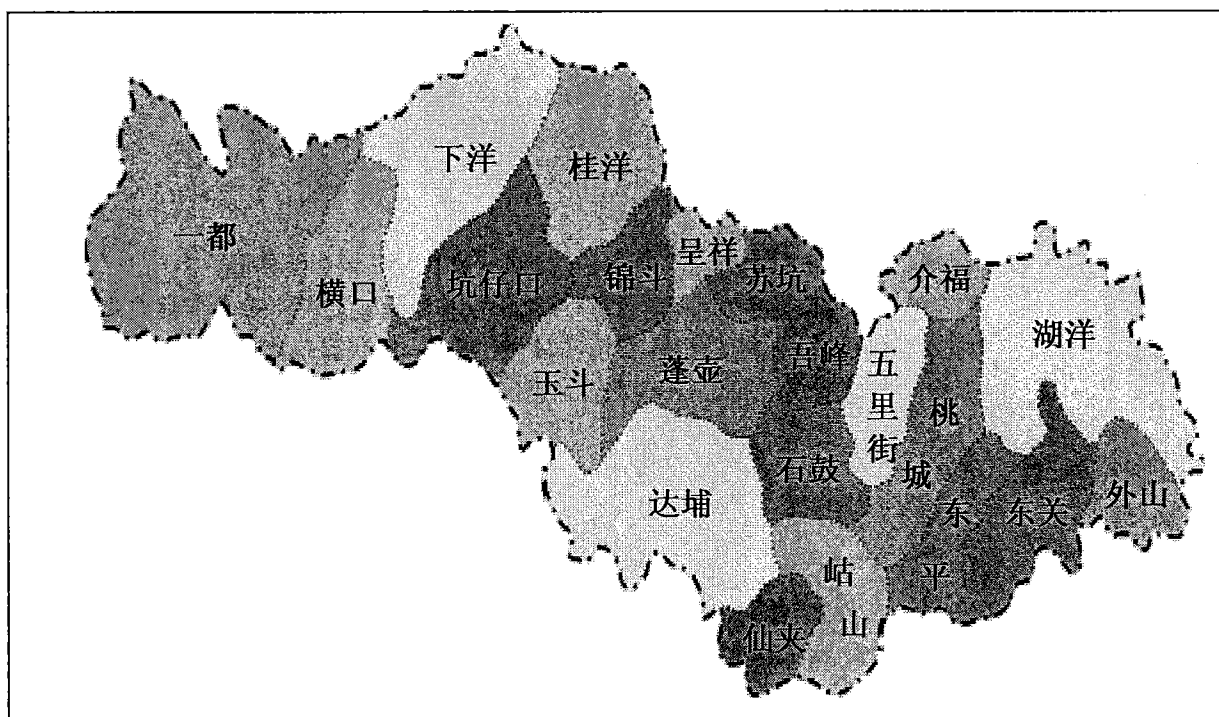 下洋
桂洋
一都
横口
坑仔口
锦斗
呈祥
苏坑
介福
湖洋
玉斗
蓬壶
吾峰
五里街
桃城
达埔
石鼓
东平
东关
外山
岵山
仙夹